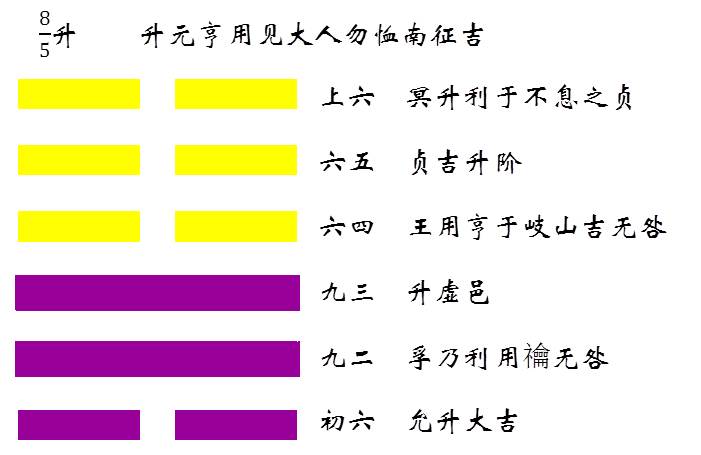 8/5升 升元亨用见大人勿恤南征吉
上六 冥升利于不息之贞
六五 贞吉升阶
六四 王用亨于岐山吉无咎
九三 升虚邑
九二 孚乃利用禴无咎
初六 允升大吉